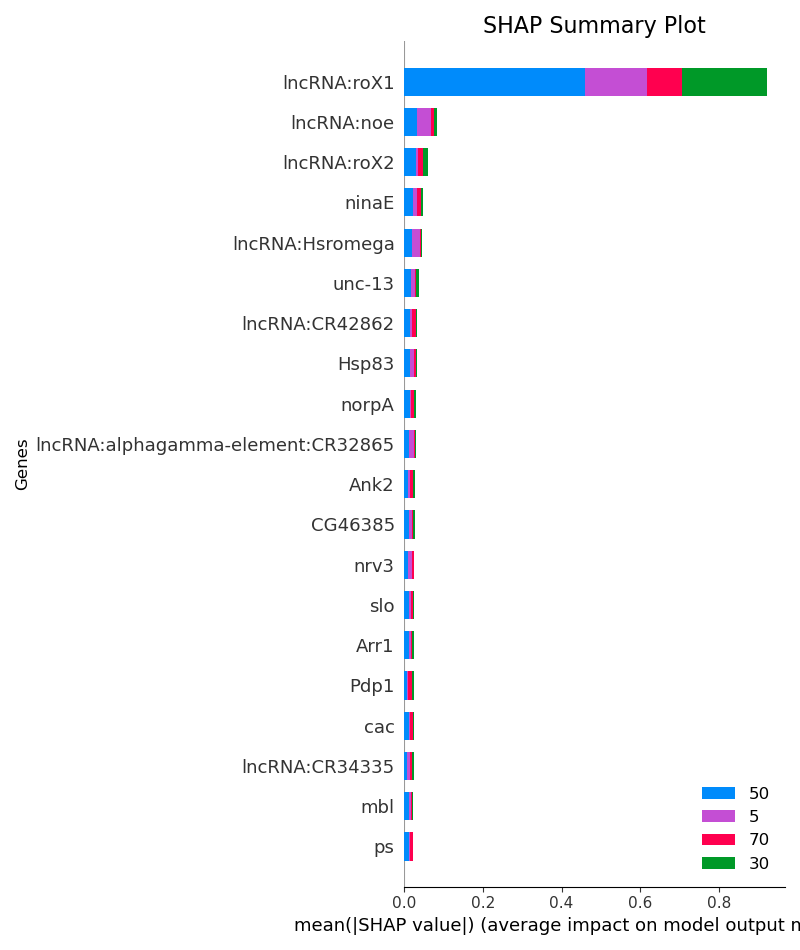 SHAP Summary Plot
lncRNA:roX1
lncRNA:noe
lncRNA:roX2
ninaE
lncRNA:Hsromega
unc-13
lncRNA:CR42862
Hsp83
norpA
lncRNA:alphagamma-element:CR32865
Ank2
CG46385
nrv3
slo
Arr1
Pdp1
cac
lncRNA:CR34335
mbl
ps
Genes
50
5
70
30
0.0 0.2 0.4 0.6 0.8
mean(|SHAP value|) (average impact on model output